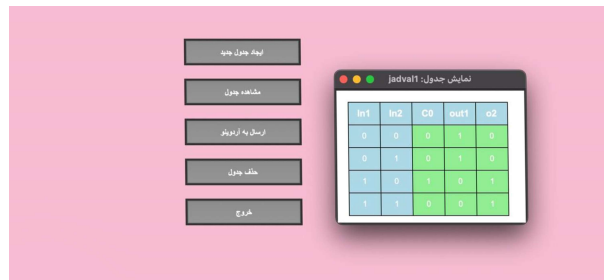 ایجاد جدول جدید
مشاهده جدول
ارسال به آردوینو
حذف جدول
خروج
نمایش جدول: jadval1
In1 In2 C0 out1 o2
0 0 0 1 0
0 1 0 1 0
1 0 1 0 1
1 1 0 0 1